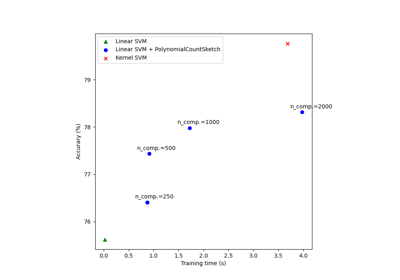 Linear SVM
Linear SVM + PolynomialCountSketch
Kernel SVM
79
n_comp.=2000
n_comp.=1000
78
n_comp.=500
77
n_comp.=250
76
Accurary (%)
0.0 0.5 1.0 1.5 2.0 2.5 3.0 3.5 4.0
Training time (s)